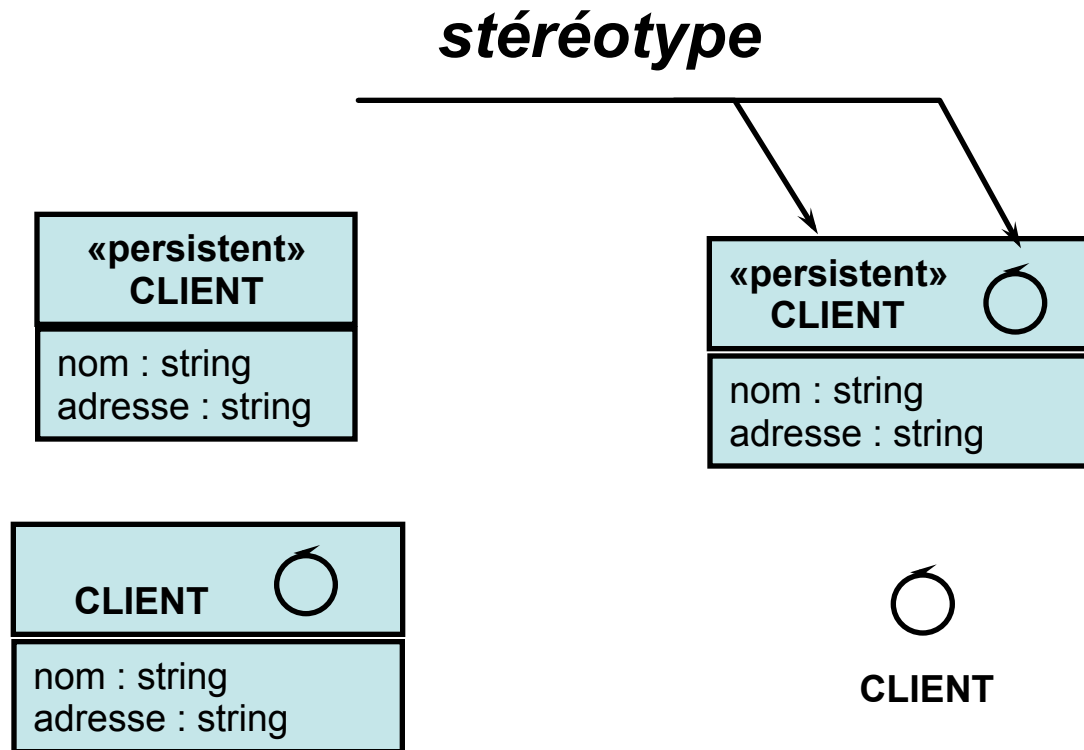 stéréotype
«persistent»
CLIENT
nom : string
adresse : string
«persistent»
CLIENT
nom : string
adresse : string
CLIENT
nom : string
adresse : string
CLIENT